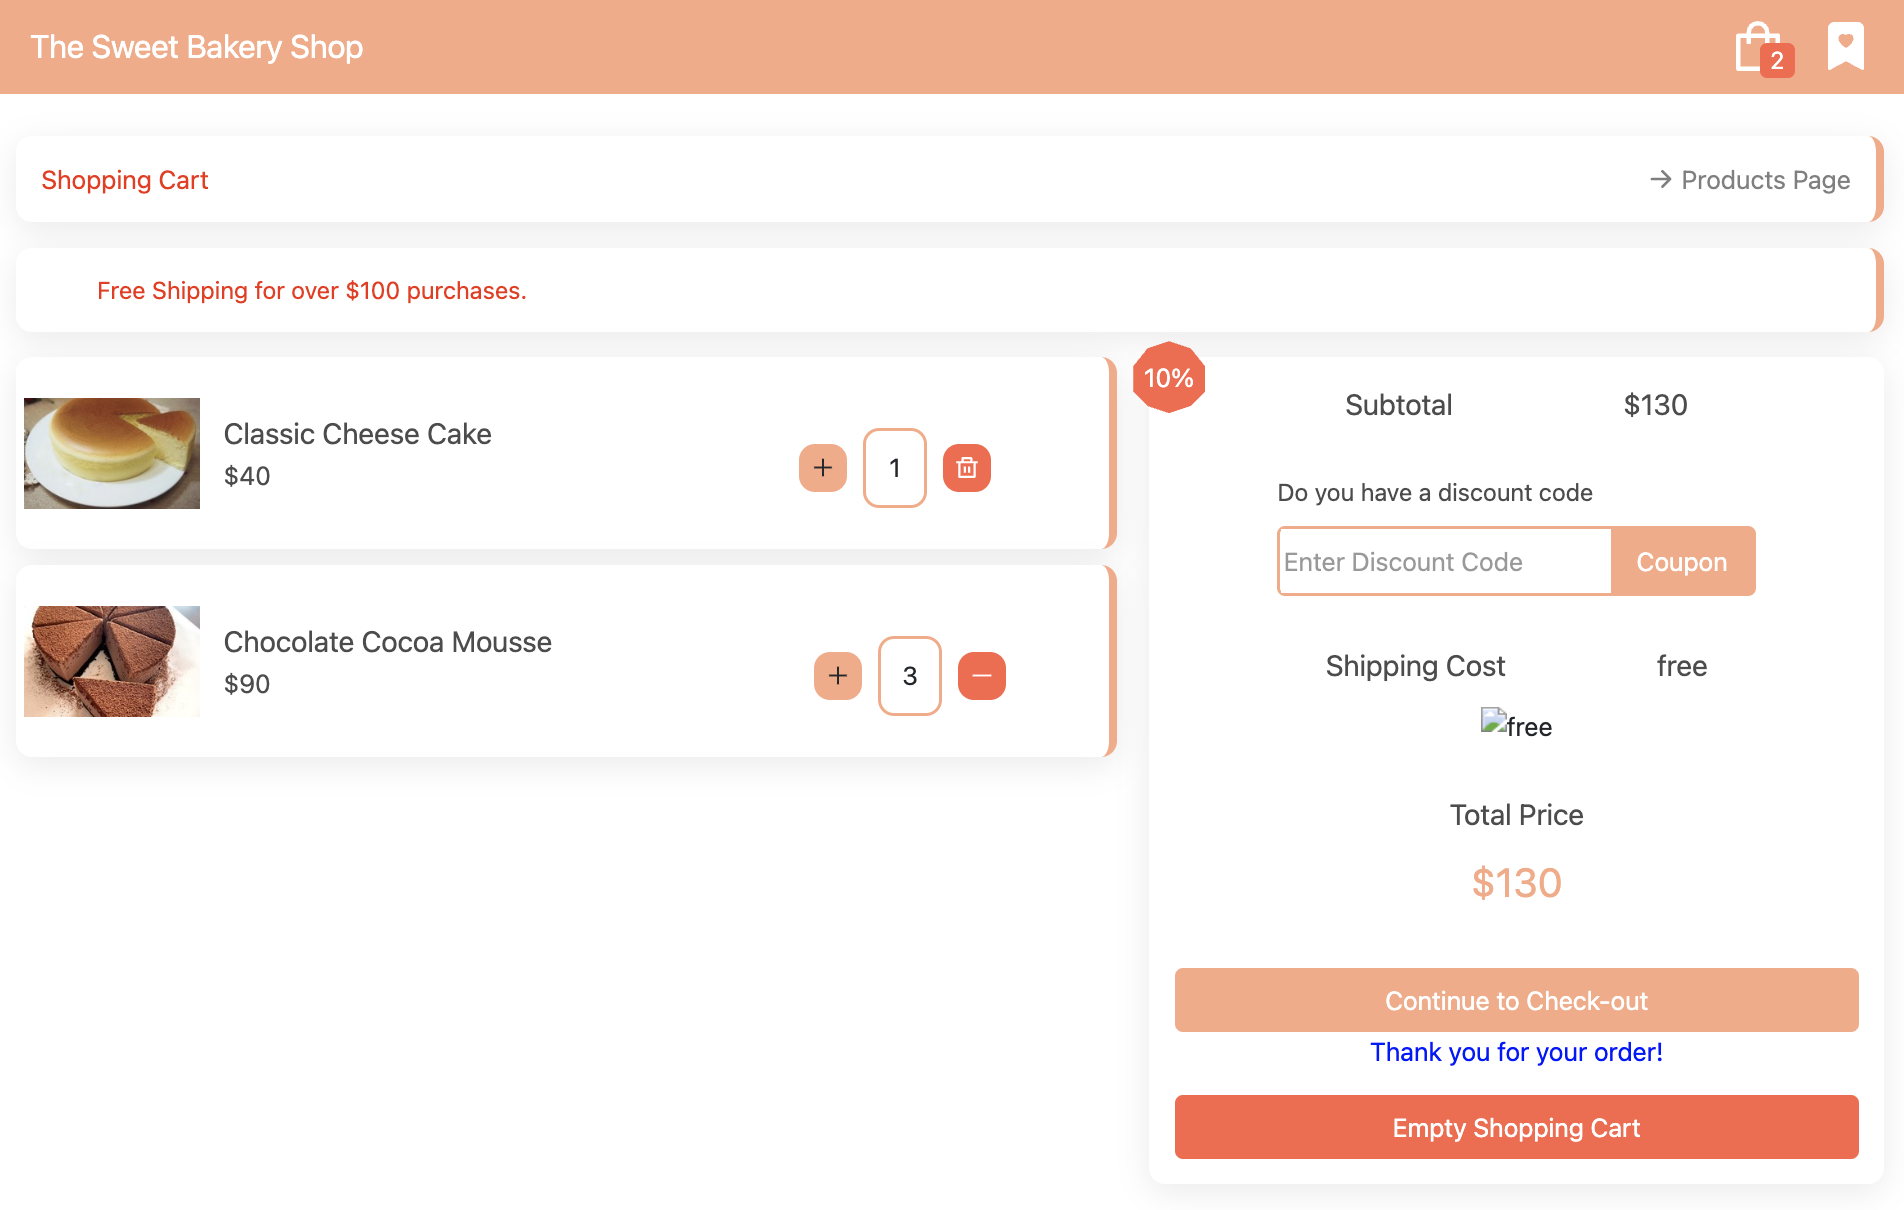 The Sweet Bakery Shop
2
Shopping Cart
→ Products Page
Free Shipping for over $100 purchases.
Classic Cheese Cake
$40
+ 1
Chocolate Cocoa Mousse
$90
+ 3 —
10%
Subtotal $130
Do you have a discount code
Enter Discount Code Coupon
Shipping Cost free
free
Total Price
$130
Continue to Check-out
Thank you for your order!
Empty Shopping Cart